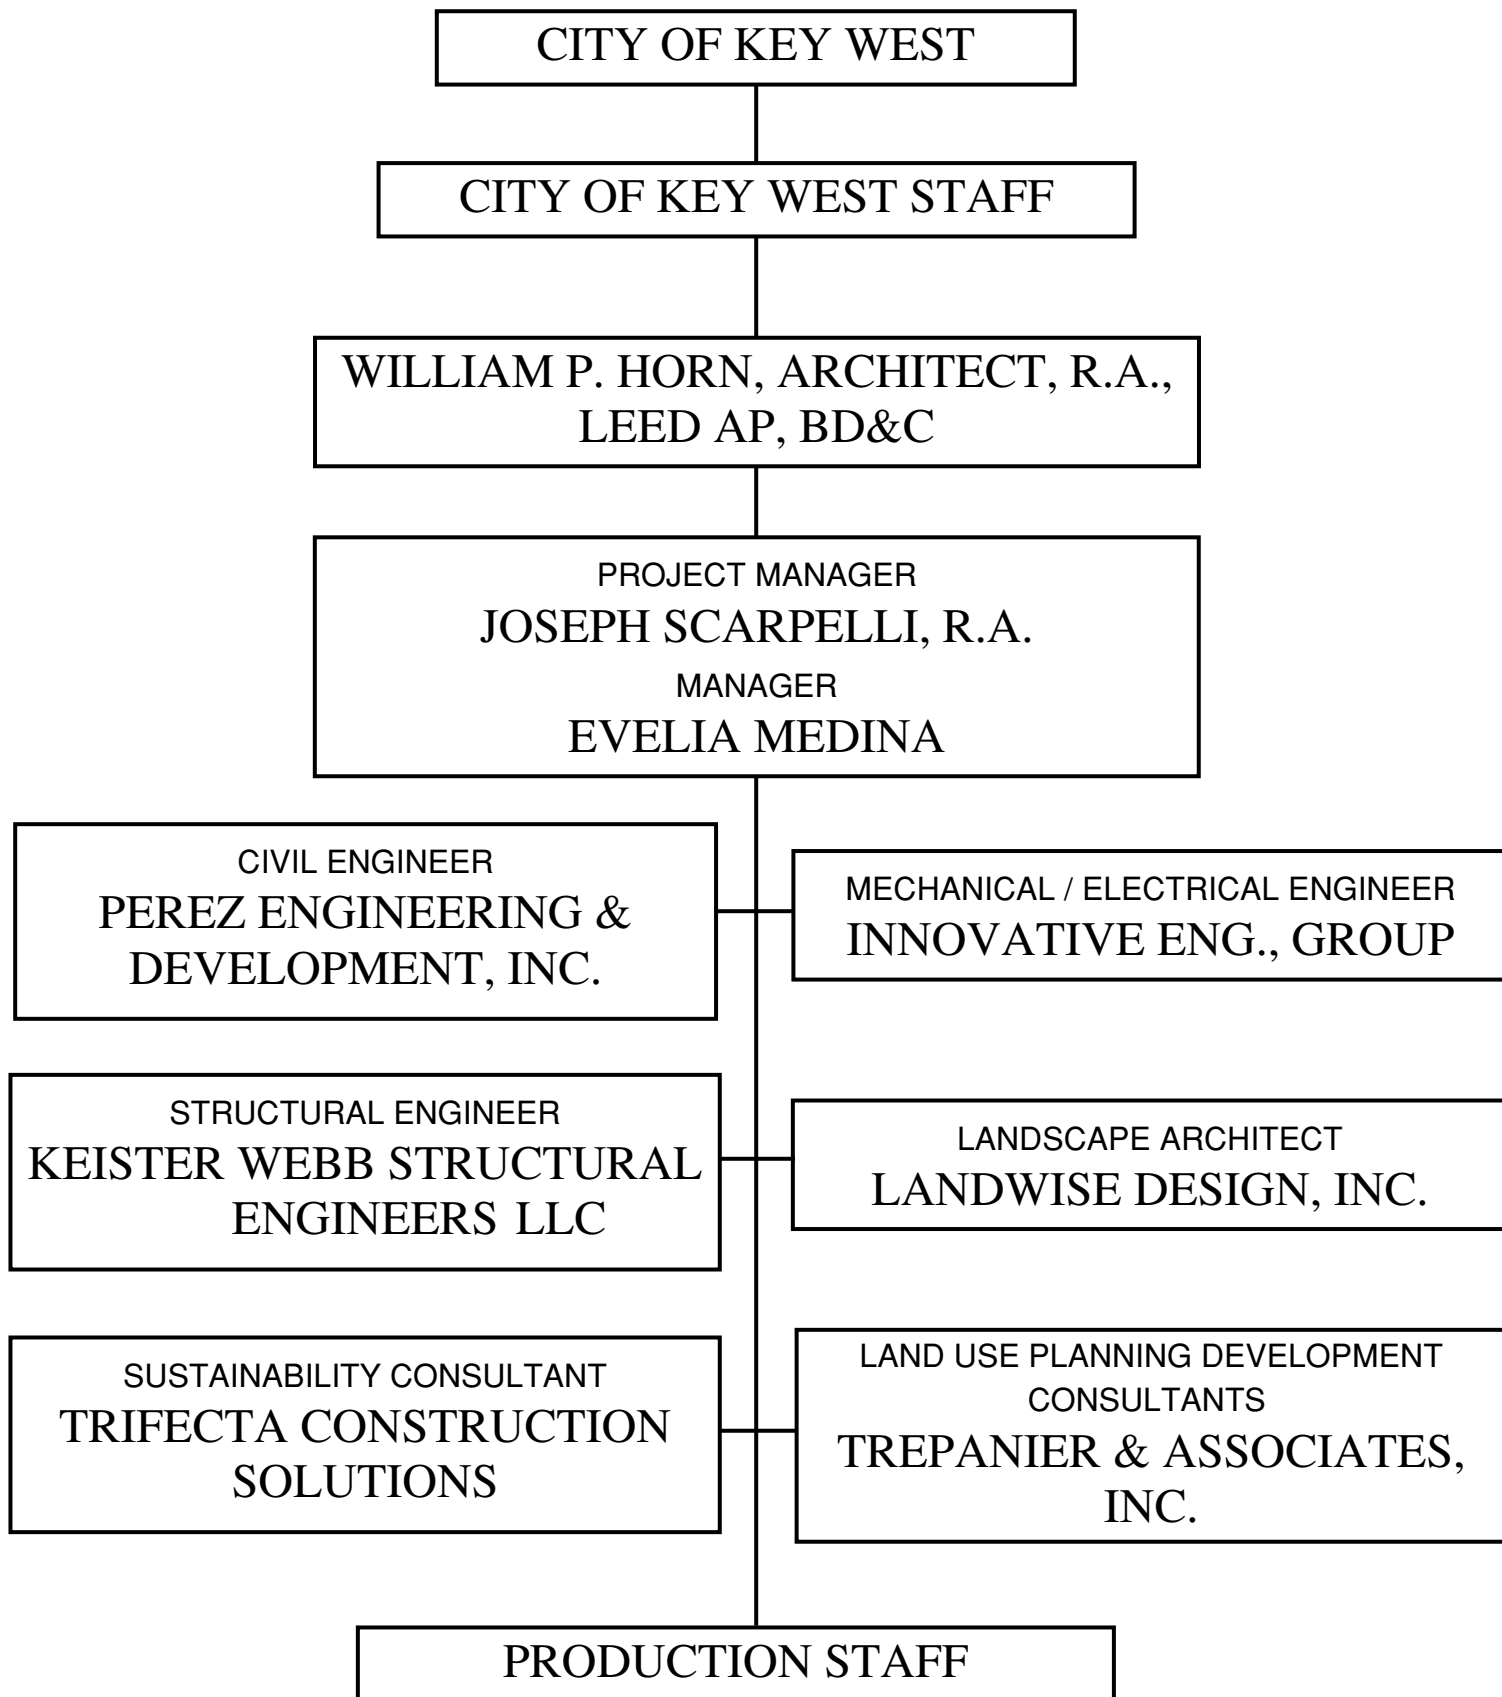 CITY OF KEY WEST
CITY OF KEY WEST STAFF
WILLIAM P. HORN, ARCHITECT, R.A.,
LEED AP, BD&C
PROJECT MANAGER
JOSEPH SCARPELLI, R.A.
MANAGER
EVELIA MEDINA
CIVIL ENGINEER
PEREZ ENGINEERING &
DEVELOPMENT, INC.
MECHANICAL / ELECTRICAL ENGINEER
INNOVATIVE ENG., GROUP
STRUCTURAL ENGINEER
KEISTER WEBB STRUCTURAL
ENGINEERS LLC
LANDSCAPE ARCHITECT
LANDWISE DESIGN, INC.
SUSTAINABILITY CONSULTANT
TRIFECTA CONSTRUCTION
SOLUTIONS
LAND USE PLANNING DEVELOPMENT
CONSULTANTS
TREPANIER & ASSOCIATES,
INC.
PRODUCTION STAFF